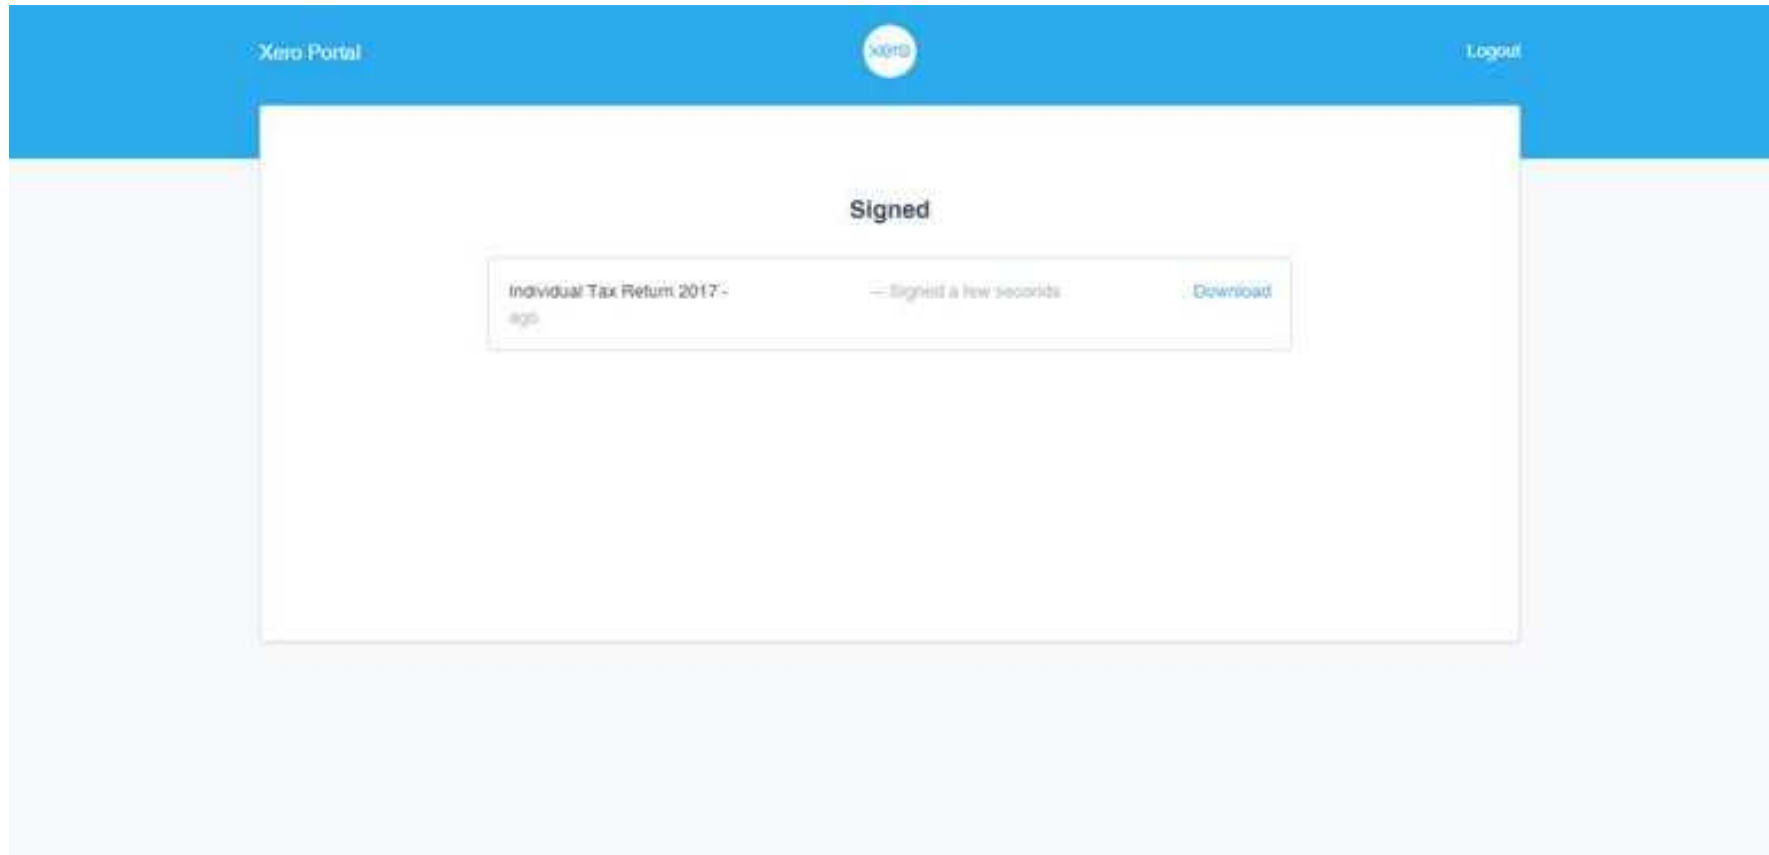 Xero Portal
xero
Logout
Signed
Individual Tax Return 2017 - — Signed a few seconds Download
ago